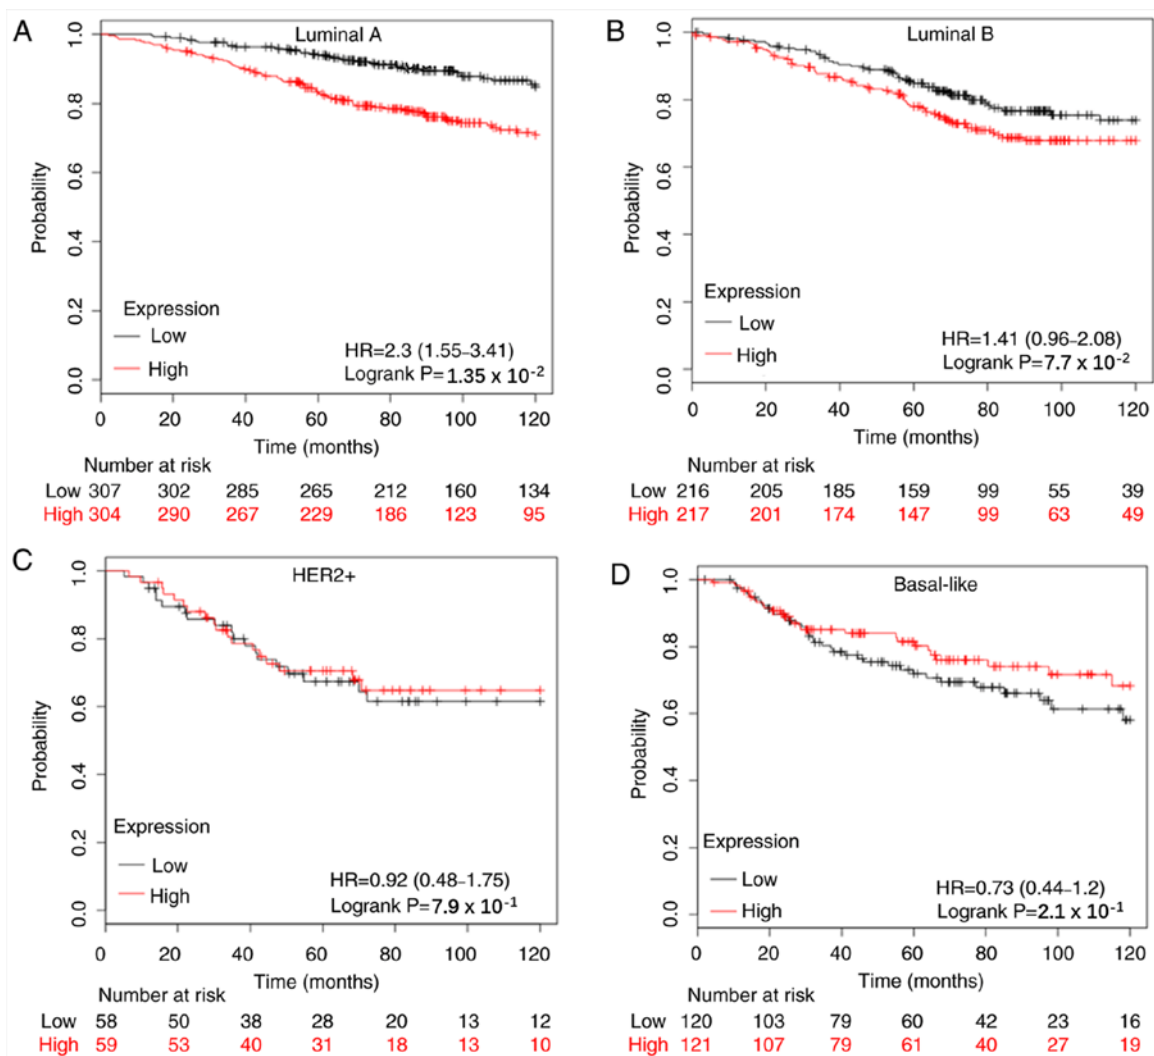 A
Luminal A
Probability
1.0
0.8
0.6
0.4
0.2
0.0
Expression
Low
High
HR=2.3 (1.55–3.41)
Logrank P=1.35 x 10-2
0 20 40 60 80 100 120
Time (months)
Number at risk
Low 307 302 285 265 212 160 134
High 304 290 267 229 186 123 95
B
Luminal B
Probability
1.0
0.8
0.6
0.4
0.2
0.0
Expression
Low
High
HR=1.41 (0.96–2.08)
Logrank P=7.7 x 10-2
0 20 40 60 80 100 120
Time (months)
Number at risk
Low 216 205 185 159 99 55 39
High 217 201 174 147 99 63 49
C
HER2+
Probability
1.0
0.8
0.6
0.4
0.2
0.0
Expression
Low
High
HR=0.92 (0.48–1.75)
Logrank P=7.9 x 10-1
0 20 40 60 80 100 120
Time (months)
Number at risk
Low 58 50 38 28 20 13 12
High 59 53 40 31 18 13 10
D
Basal-like
Probability
1.0
0.8
0.6
0.4
0.2
0.0
Expression
Low
High
HR=0.73 (0.44–1.2)
Logrank P=2.1 x 10-1
0 20 40 60 80 100 120
Time (months)
Number at risk
Low 120 103 79 60 42 23 16
High 121 107 79 61 40 27 19